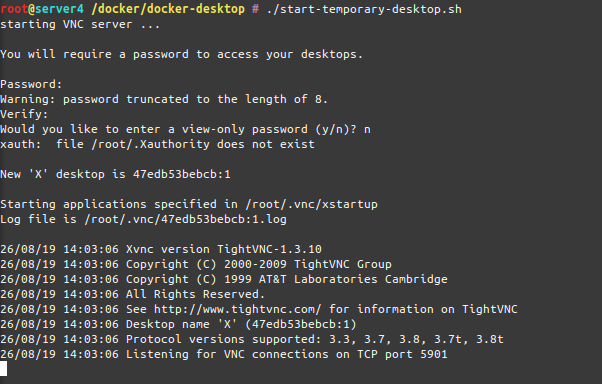 root@server4 /docker/docker-desktop # ./start-temporary-desktop.sh
starting VNC server ...
You will require a password to access your desktops.
Password:
Warning: password truncated to the length of 8.
Verify:
Would you like to enter a view-only password (y/n)? n
xauth:  file /root/.Xauthority does not exist
New 'X' desktop is 47edb53bebcb:1
Starting applications specified in /root/.vnc/xstartup
Log file is /root/.vnc/47edb53bebcb:1.log
26/08/19 14:03:06 Xvnc version TightVNC-1.3.10
26/08/19 14:03:06 Copyright (C) 2000-2009 TightVNC Group
26/08/19 14:03:06 Copyright (C) 1999 AT&T Laboratories Cambridge
26/08/19 14:03:06 All Rights Reserved.
26/08/19 14:03:06 See http://www.tightvnc.com/ for information on TightVNC
26/08/19 14:03:06 Desktop name 'X' (47edb53bebcb:1)
26/08/19 14:03:06 Protocol versions supported: 3.3, 3.7, 3.8, 3.7t, 3.8t
26/08/19 14:03:06 Listening for VNC connections on TCP port 5901